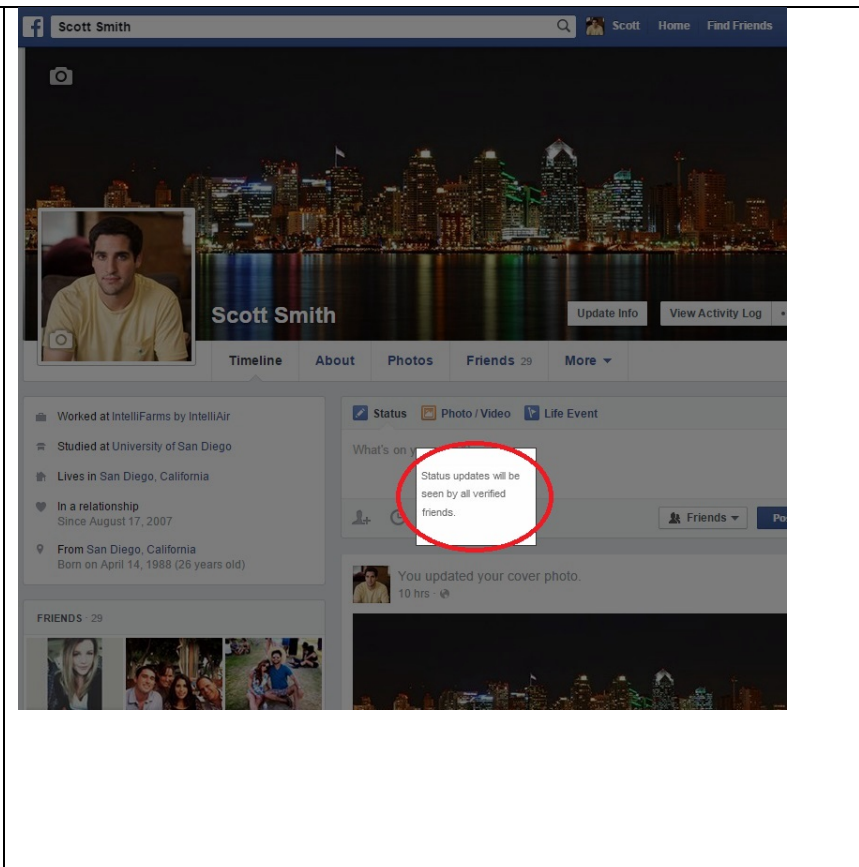 f Scott Smith Scott Home Find Friends
Scott Smith
Update Info View Activity Log
Timeline About Photos Friends 29 More
Worked at IntelliFarms by IntelliAir
Studied at University of San Diego
Lives in San Diego, California
In a relationship
Since August 17, 2007
From San Diego, California
Born on April 14, 1988 (26 years old)
FRIENDS · 29
Status Photo / Video Life Event
What's on y
Status updates will be
seen by all verified
friends.
Friends Po
You updated your cover photo.
10 hrs ·